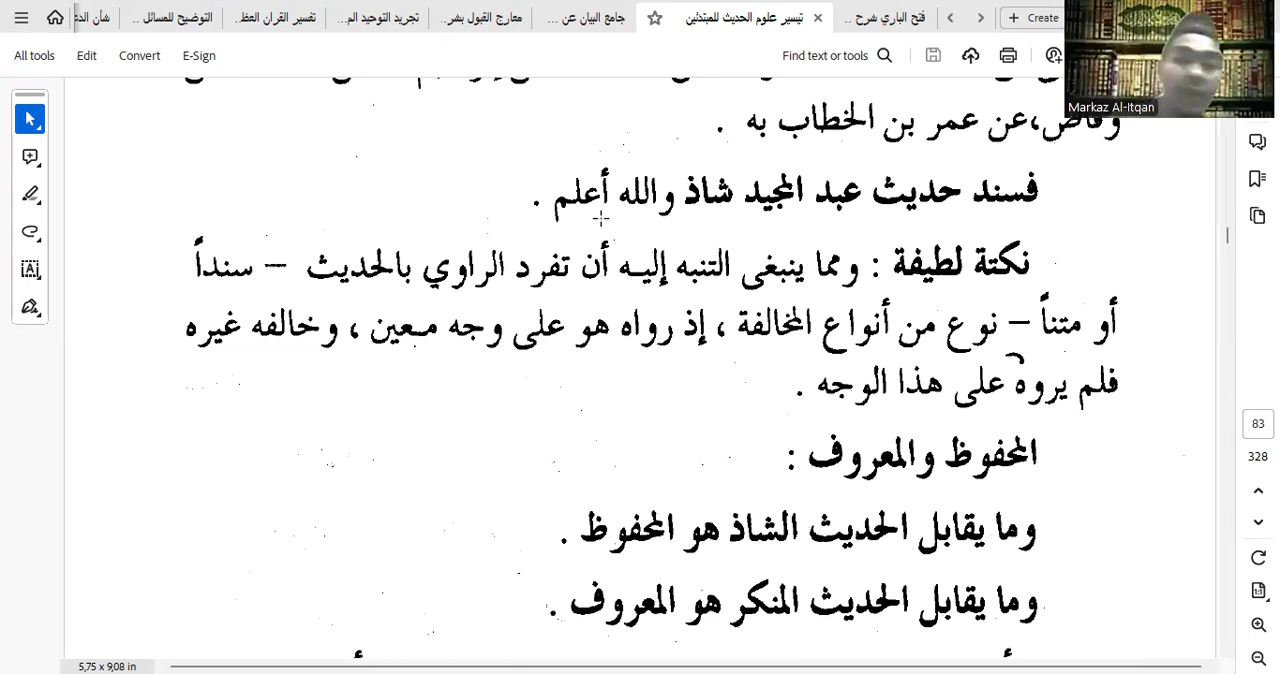 شأن الدع
التوضيح للمسائل ...
تفسير القرآن العظ...
تجريد التوحيد الم...
معارج القبول بشر...
جامع البيان عن ...
تيسير علوم الحديث للمبتدئين
فتح الباري شرح ...
Create
All tools
Edit
Convert
E-Sign
Find text or tools
Markaz Al-Itqan
وقاص،عن عمر بن الخطاب به .
فسند حديث عبد المجيد شاذ والله أعلم .
نكتة لطيفة : ومما ينبغى التنبه إليه أن تفرد الراوي بالحديث – سنداً
أو متناً – نوع من أنواع المخالفة ، إذ رواه هو على وجه معين ، وخالفه غيره
فلم يروه على هذا الوجه .
المحفوظ والمعروف :
وما يقابل الحديث الشاذ هو المحفوظ .
وما يقابل الحديث المنكر هو المعروف .
83
328
5,75 x 9,08 in